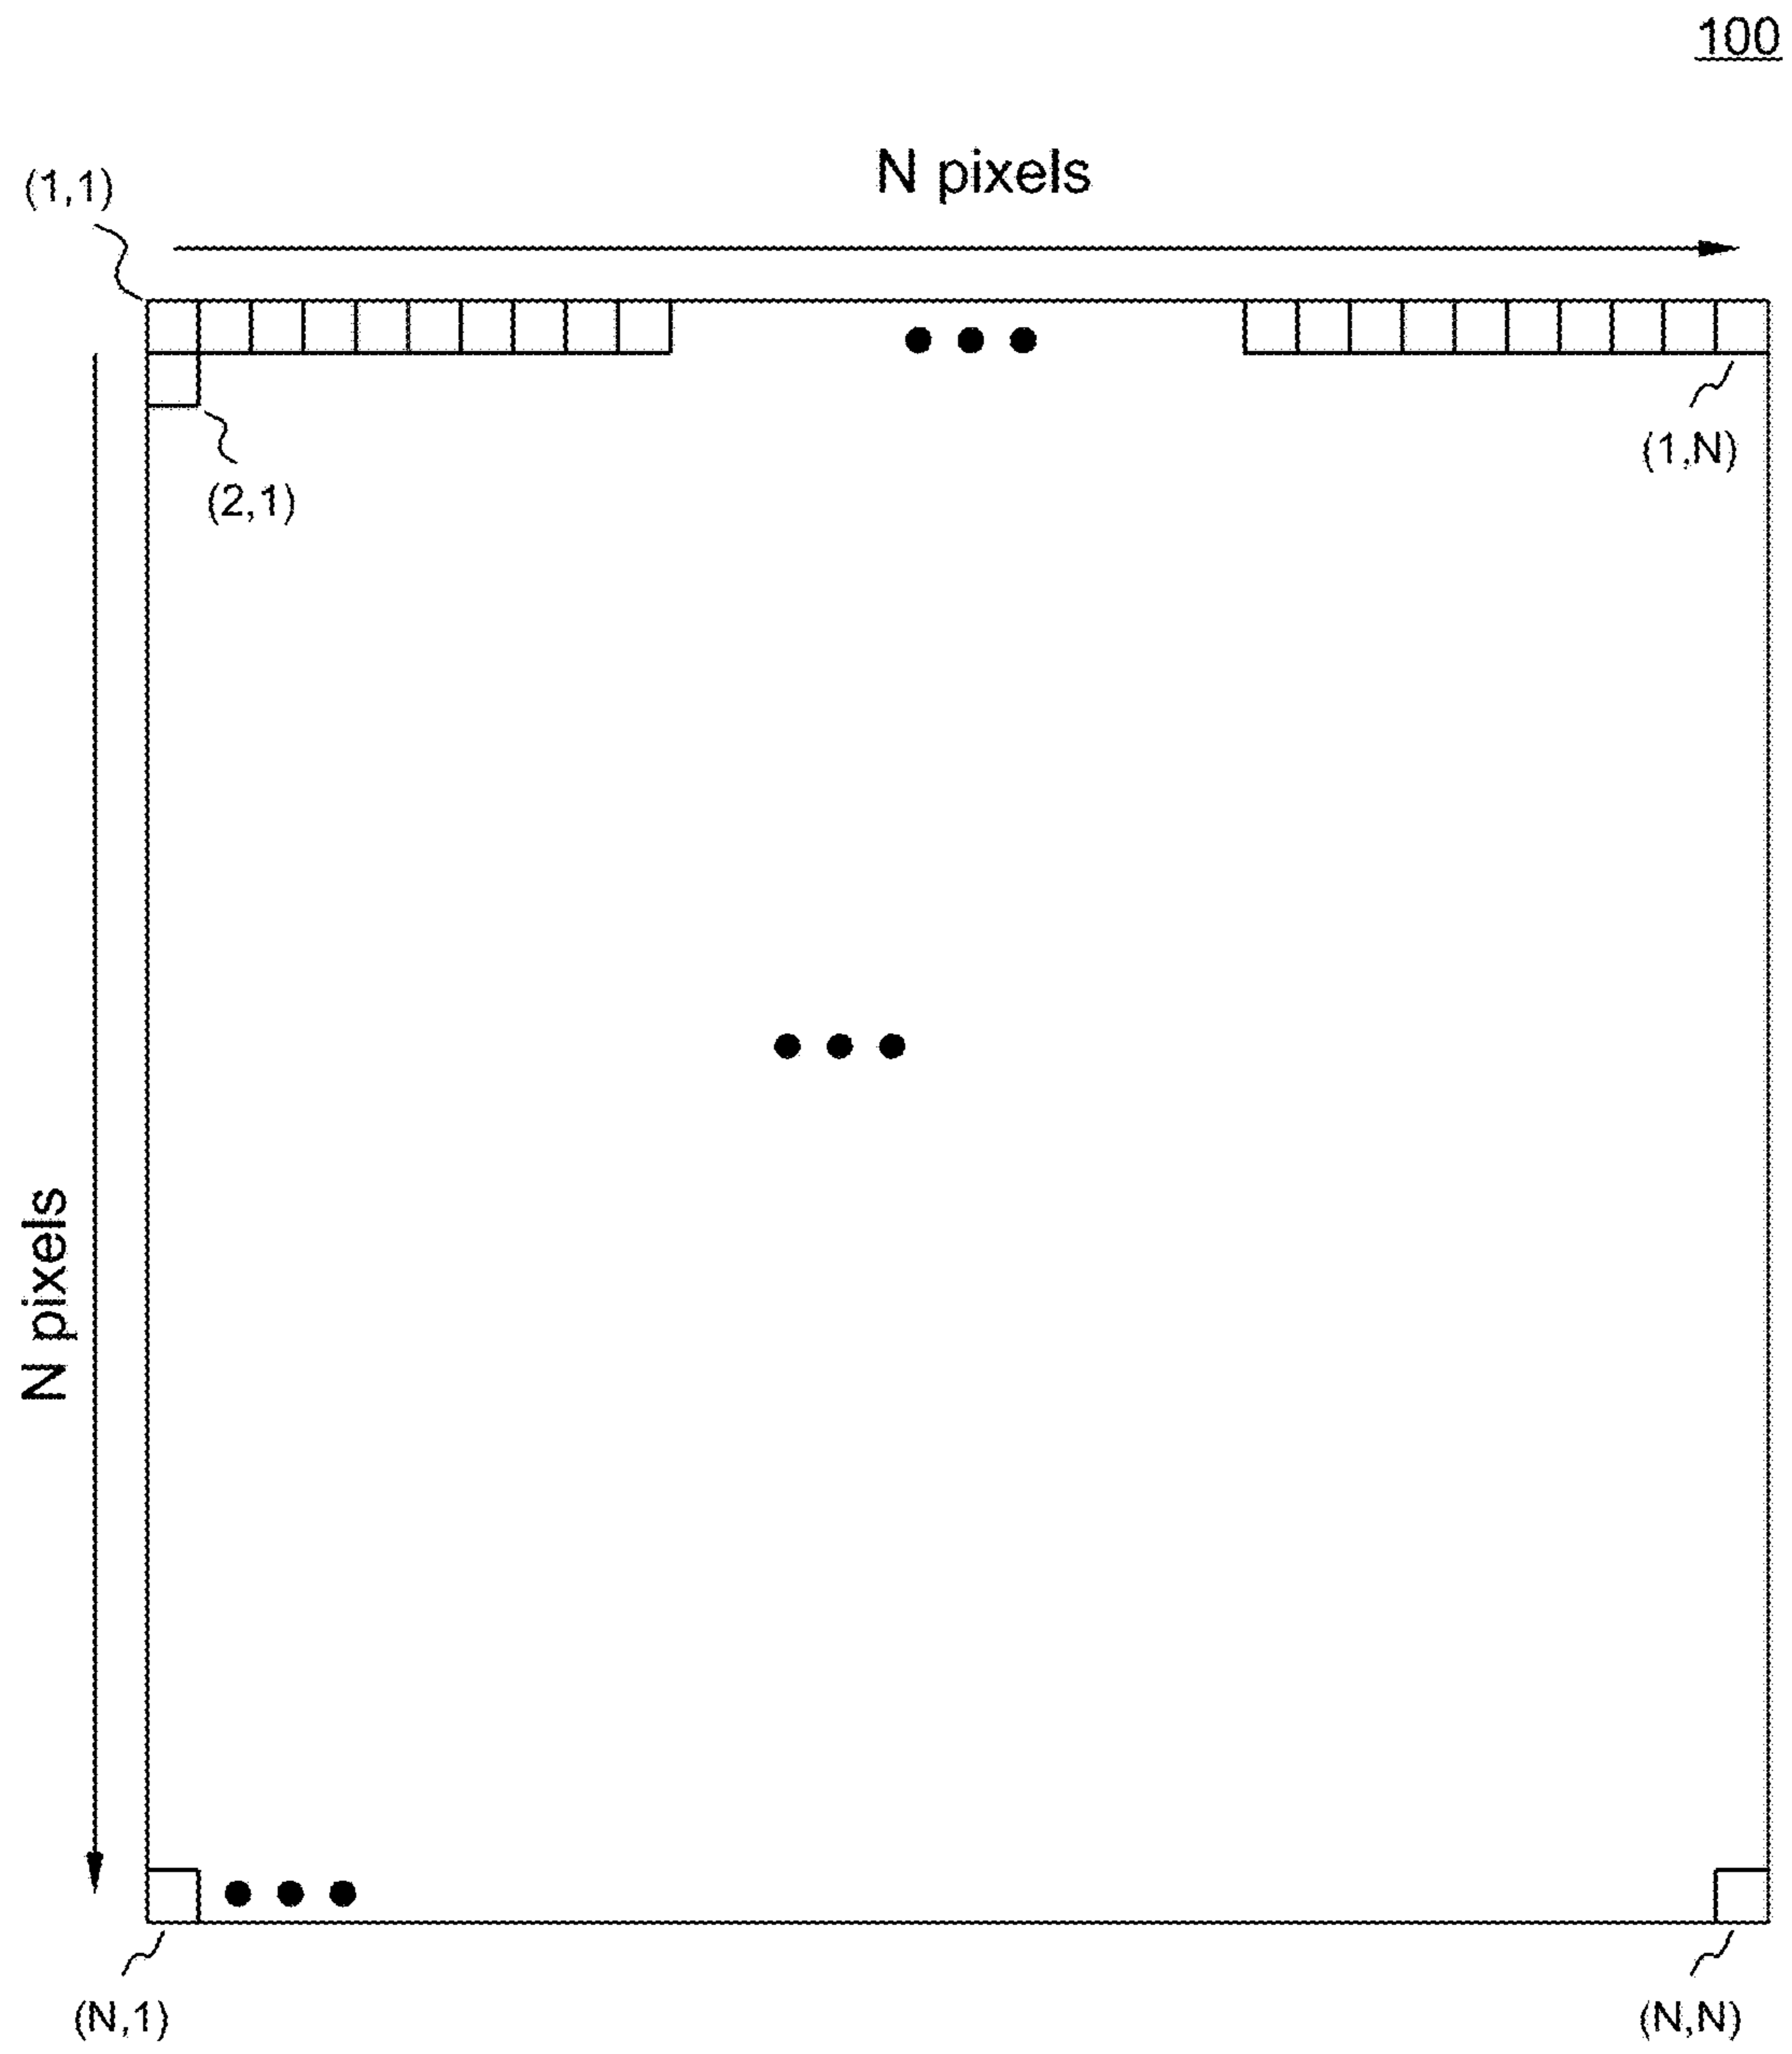 100
N pixels
(1,1)
(1,N)
(2,1)
N pixels
(N,1)
(N,N)